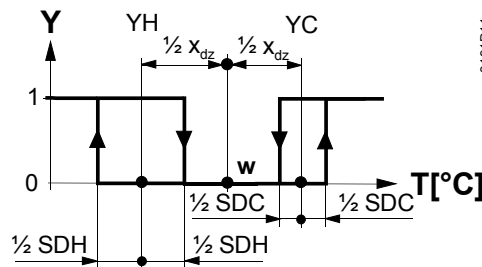 Y YH YC
½ x_dz ½ x_dz
1
w
0 T[°C]
½ SDC ½ SDC
½ SDH ½ SDH